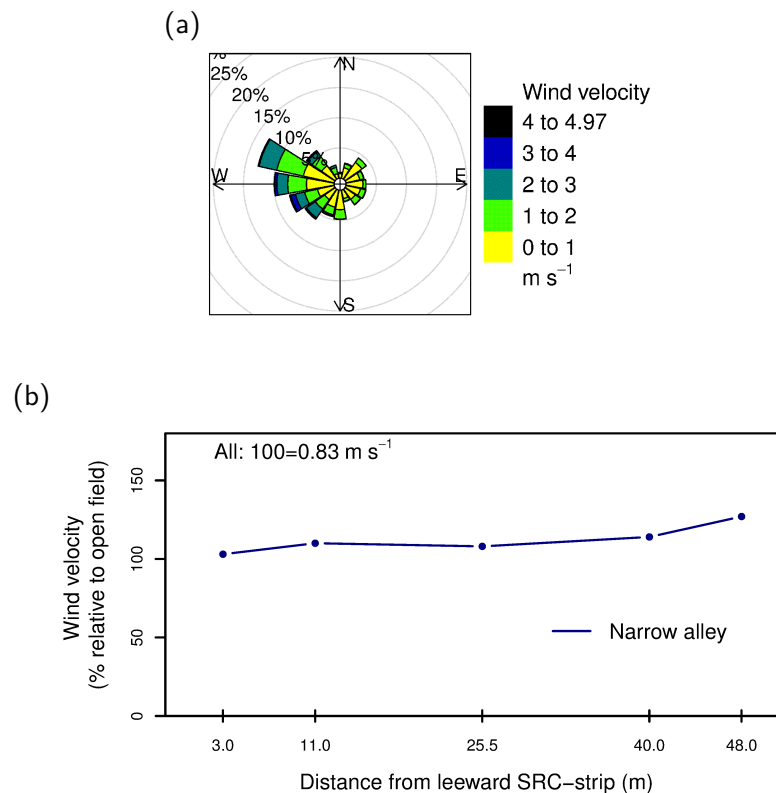 (a)
N
%
25%
20%
15%
10%
5%
W
E
S
Wind velocity
4 to 4.97
3 to 4
2 to 3
1 to 2
0 to 1
m s⁻¹
(b)
All: 100=0.83 m s⁻¹
Wind velocity
(% relative to open field)
150
100
50
0
Narrow alley
3.0 11.0 25.5 40.0 48.0
Distance from leeward SRC−strip (m)